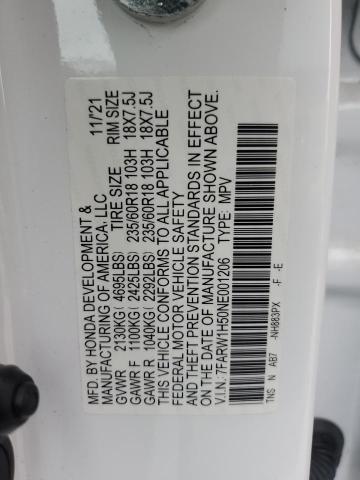 MFD. BY HONDA DEVELOPMENT & 11/'21
MANUFACTURING OF AMERICA, LLC
TIRE SIZE RIM SIZE
GVWR 2130KG( 4695LBS)
GAWR F 1100KG( 2425LBS) 235/60R18 103H 18X7.5J
GAWR R 1040KG( 2292LBS) 235/60R18 103H 18X7.5J
THIS VEHICLE CONFORMS TO ALL APPLICABLE
FEDERAL MOTOR VEHICLE SAFETY
AND THEFT PREVENTION STANDARDS IN EFFECT
ON THE DATE OF MANUFACTURE SHOWN ABOVE.
V.I.N.: 7FARW1H50NE001206 TYPE: MPV
TNS N AB7 -NH883PX -F -E